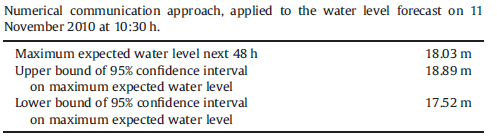 Numerical communication approach, applied to the water level forecast on 11
November 2010 at 10:30 h.
Maximum expected water level next 48 h 18.03 m
Upper bound of 95% confidence interval 18.89 m
on maximum expected water level
Lower bound of 95% confidence interval 17.52 m
on maximum expected water level